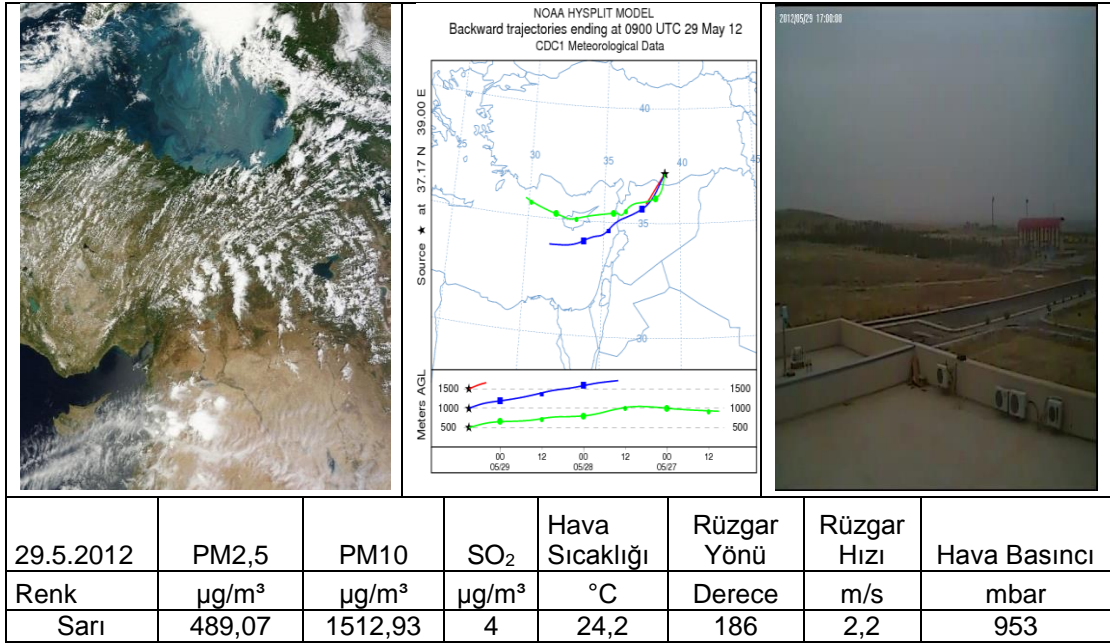 NOAA HYSPLIT MODEL
Backward trajectories ending at 0900 UTC 29 May 12
CDC1 Meteorological Data
Source ★ at 37.17 N 39.00 E
40
25
30
35
40
45
35
30
Meters AGL
1500 1500
1000 1000
500 500
00 12 00 12 00 12
05/29 05/28 05/27
2012/05/29 17:00:00
29.5.2012 PM2,5 PM10 SO₂ Hava Sıcaklığı Rüzgar Yönü Rüzgar Hızı Hava Basıncı
Renk µg/m³ µg/m³ µg/m³ °C Derece m/s mbar
Sarı 489,07 1512,93 4 24,2 186 2,2 953